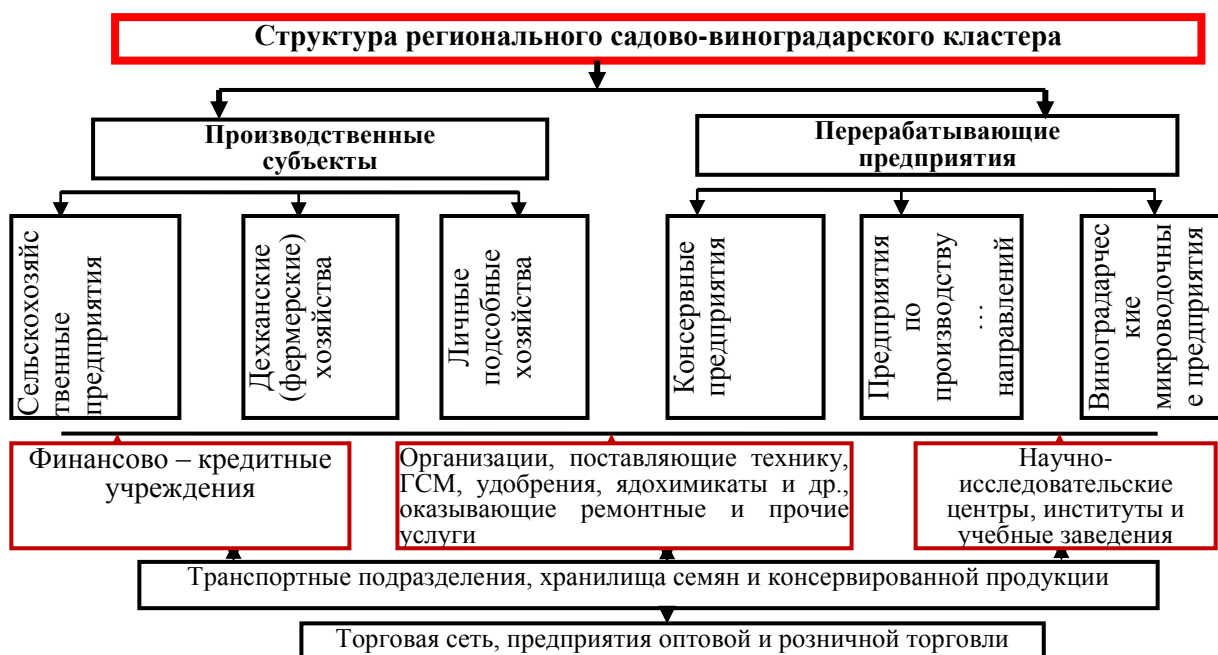 Структура регионального садово-виноградарского кластера
Производственные
субъекты
Перерабатывающие
предприятия
Сельскохозяйс
твенные
предприятия
Дехканские
(фермерские)
хозяйства
Личные
подсобные
хозяйства
Консервные
предприятия
Предприятия
по
производству
…
направлений
Виноградарчес
кие
микроводочны
е предприятия
Финансово – кредитные
учреждения
Организации, поставляющие технику,
ГСМ, удобрения, ядохимикаты и др.,
оказывающие ремонтные и прочие
услуги
Научно-
исследовательские
центры, институты и
учебные заведения
Транспортные подразделения, хранилища семян и консервированной продукции
Торговая сеть, предприятия оптовой и розничной торговли